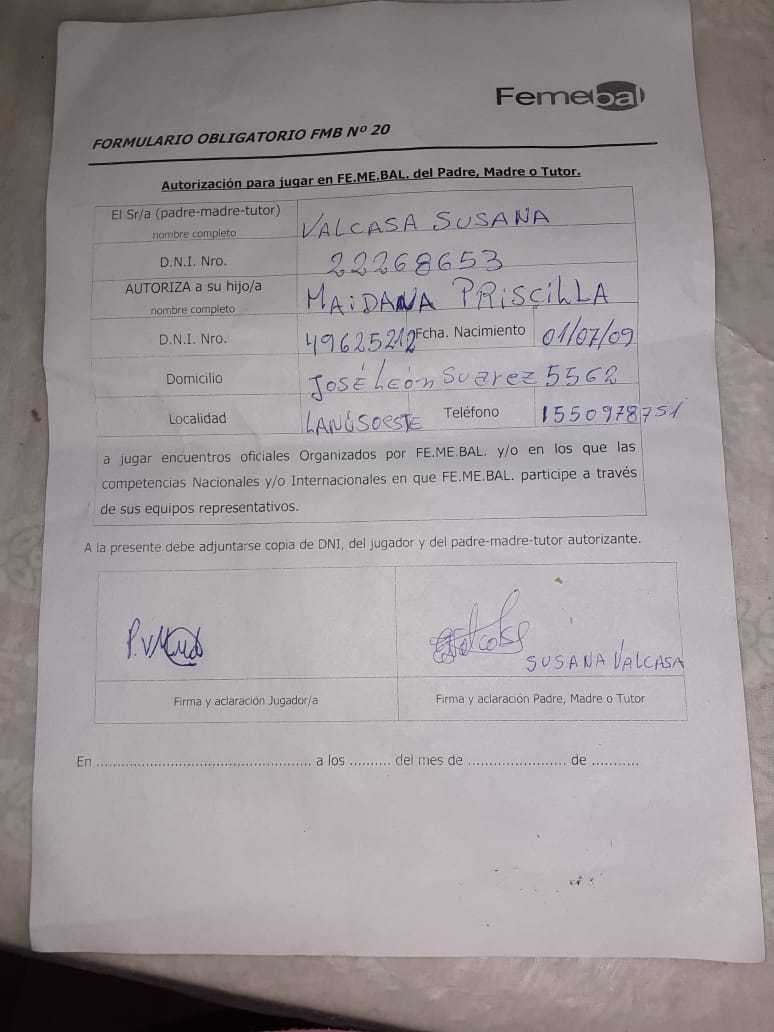 Femebal
FORMULARIO OBLIGATORIO FMB Nº 20
Autorización para jugar en FE.ME.BAL. del Padre, Madre o Tutor.
El Sr/a (padre-madre-tutor)
nombre completo
VALCASA SUSANA
D.N.I. Nro. 22268653
AUTORIZA a su hijo/a
nombre completo
MAIDANA PRISCILLA
D.N.I. Nro. 49625212 Fcha. Nacimiento 01/07/09
Domicilio JOSÉ LEÓN SUAREZ 5562
Localidad LANÚSOESTE Teléfono 1550978751
a jugar encuentros oficiales Organizados por FE.ME.BAL. y/o en los que las
competencias Nacionales y/o Internacionales en que FE.ME.BAL. participe a través
de sus equipos representativos.
A la presente debe adjuntarse copia de DNI, del jugador y del padre-madre-tutor autorizante.
SUSANA VALCASA
Firma y aclaración Jugador/a Firma y aclaración Padre, Madre o Tutor
En .................................................. a los .......... del mes de ....................... de ...........